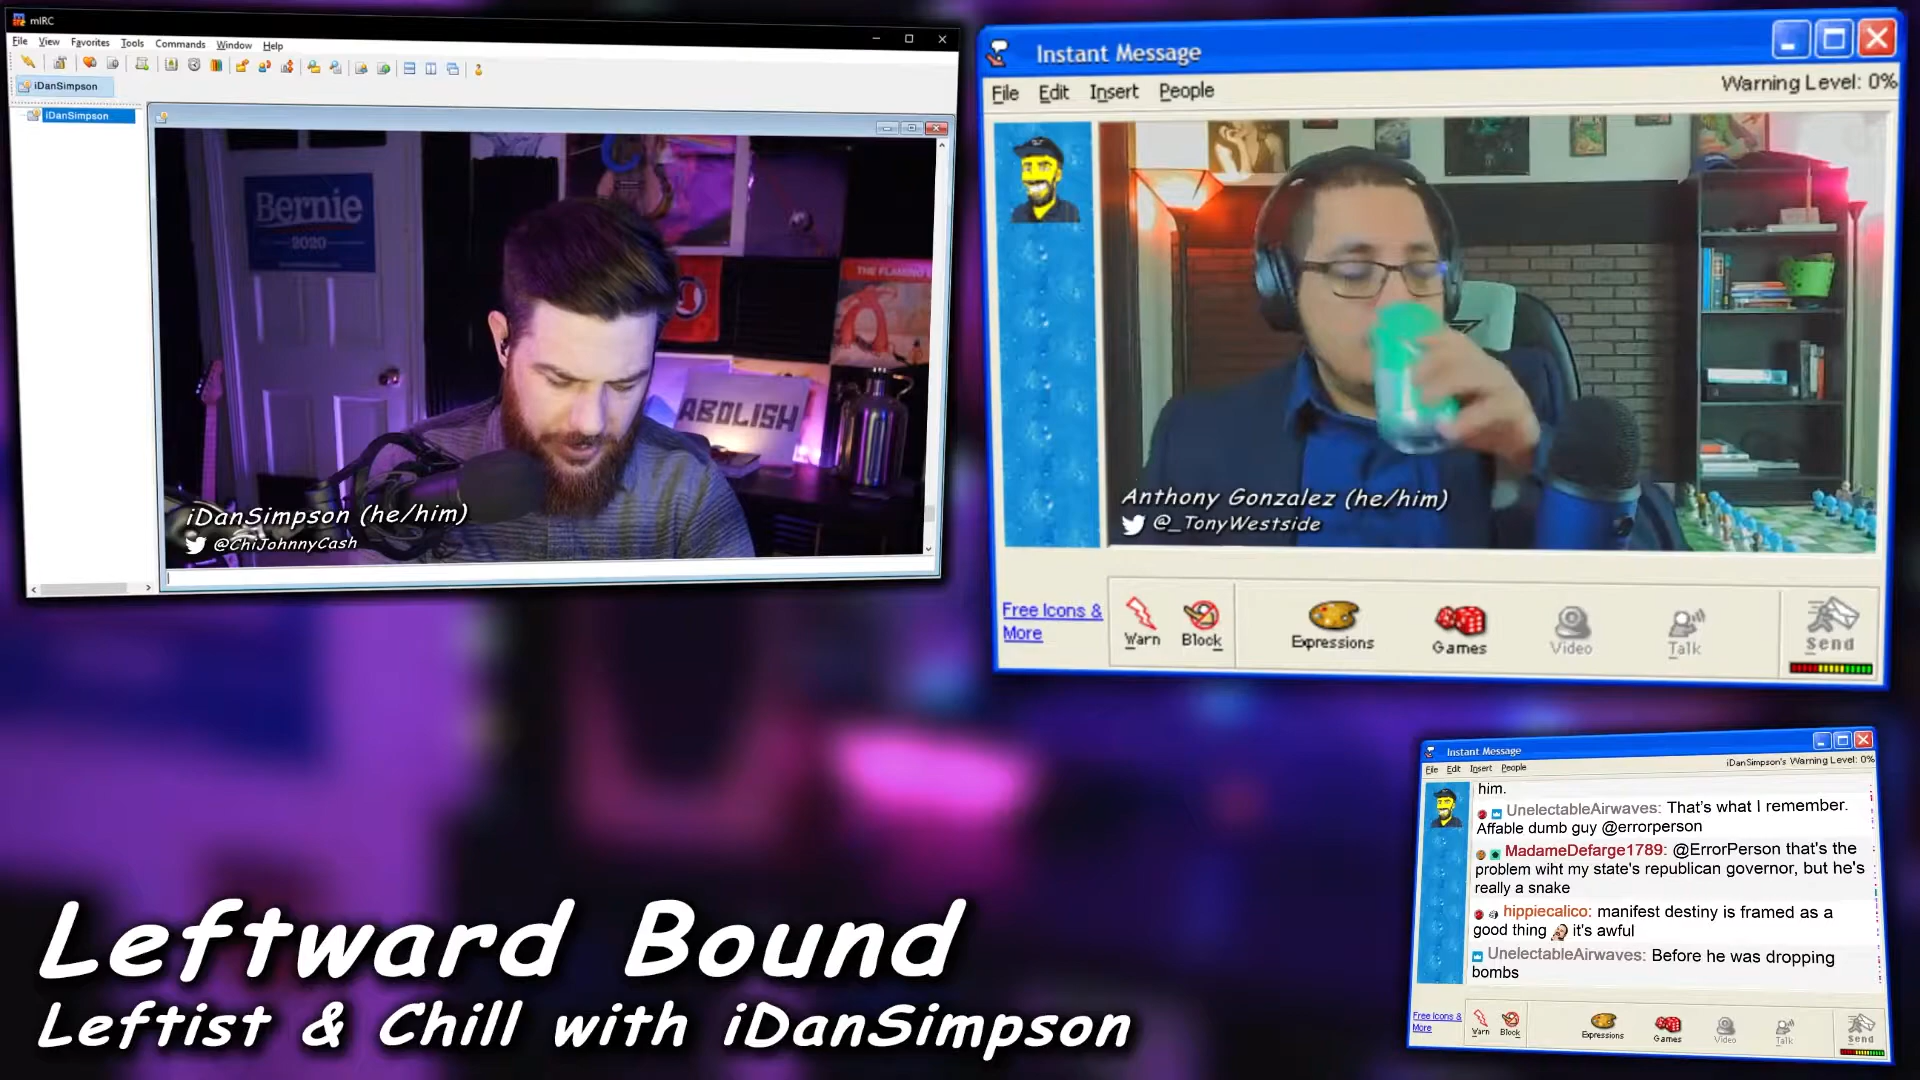 mIRC
File View Favorites Tools Commands Window Help
iDanSimpson
iDanSimpson
Bernie
2020
THE FLAMING
ABOLISH
iDanSimpson (he/him)
@ChiJohnnyCash
Instant Message
File Edit Insert People
Warning Level: 0%
Anthony Gonzalez (he/him)
@_TonyWestside
Free Icons &
More
Warn
Block
Expressions
Games
Video
Talk
Send
Instant Message
File Edit Insert People
iDanSimpson's Warning Level: 0%
him.
UnelectableAirwaves: That's what I remember.
Affable dumb guy @errorperson
MadameDefarge1789: @ErrorPerson that's the
problem wiht my state's republican governor, but he's
really a snake
hippiecalico: manifest destiny is framed as a
good thing it's awful
UnelectableAirwaves: Before he was dropping
bombs
Free Icons &
More
Warn
Block
Expressions
Games
Video
Talk
Send
Leftward Bound
Leftist & Chill with iDanSimpson